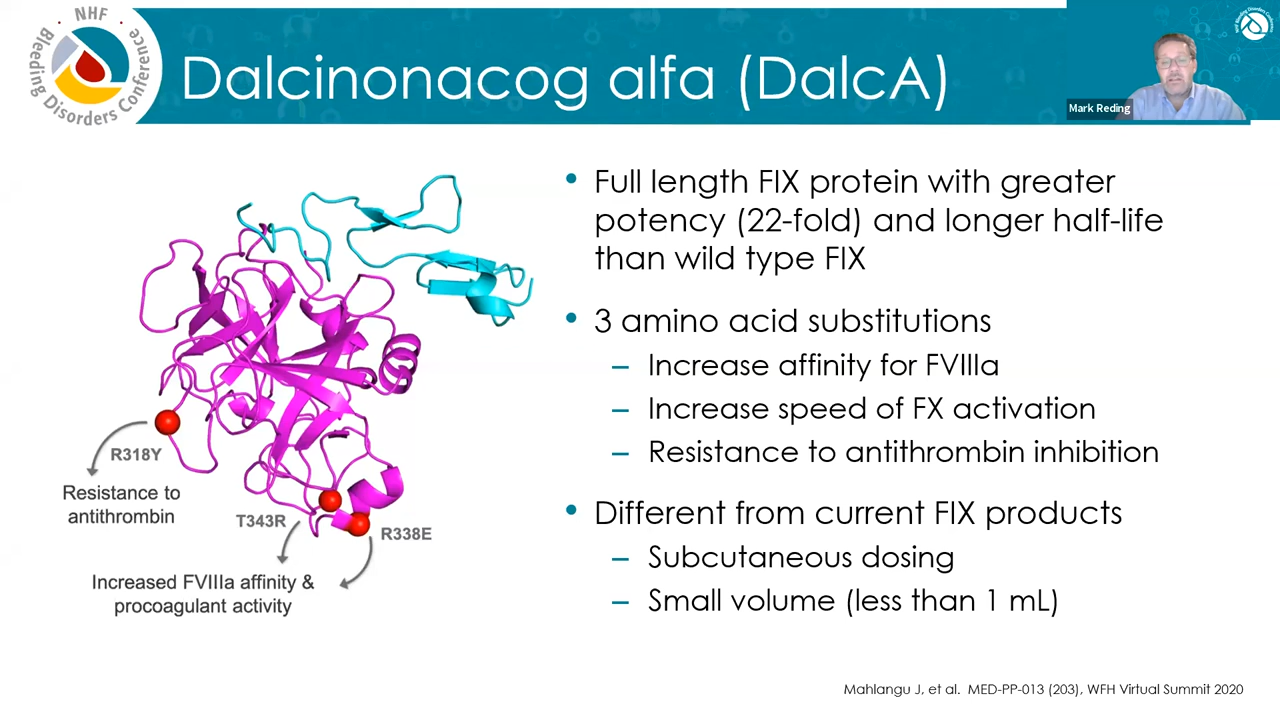 NHF
Bleeding Disorders Conference
Dalcinonacog alfa (DalcA)
Mark Reding
• Full length FIX protein with greater
potency (22-fold) and longer half-life
than wild type FIX
• 3 amino acid substitutions
– Increase affinity for FVIIIa
– Increase speed of FX activation
– Resistance to antithrombin inhibition
• Different from current FIX products
– Subcutaneous dosing
– Small volume (less than 1 mL)
R318Y
Resistance to
antithrombin
T343R
R338E
Increased FVIIIa affinity &
procoagulant activity
Mahlangu J, et al. MED-PP-013 (203), WFH Virtual Summit 2020